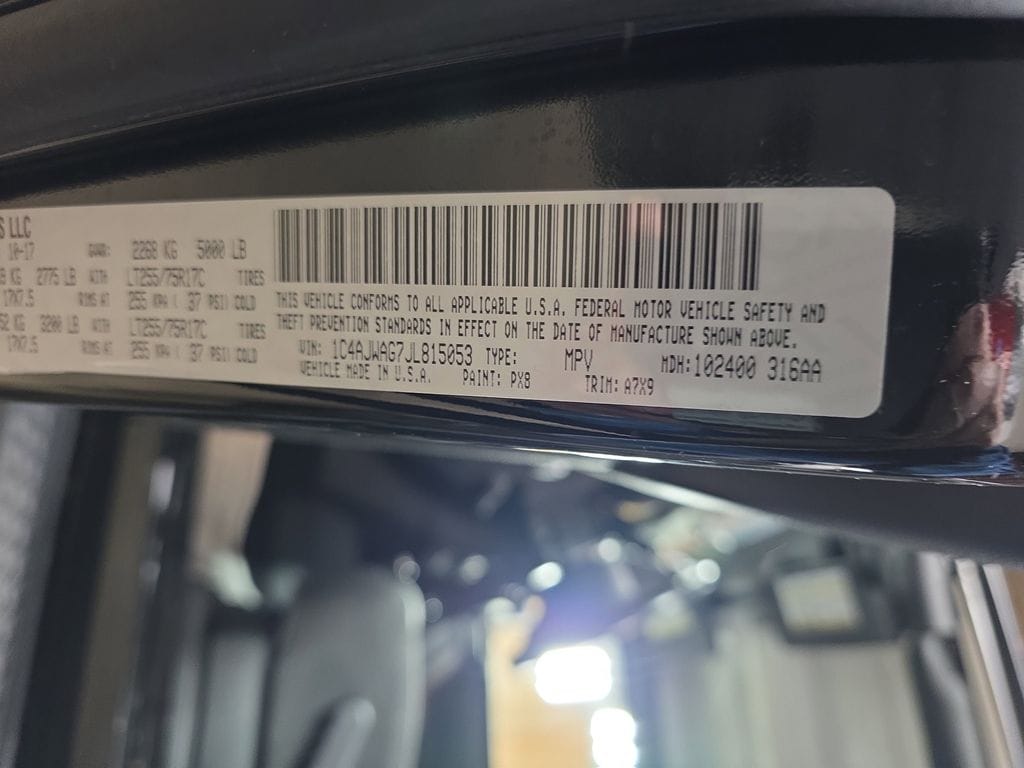 S LLC
10-17
GVWR: 2268 KG 5000 LB
KG 2775 LB WITH LT255/75R17C TIRES
17X7.5 RIMS AT 255 KPA ( 37 PSI) COLD
52 KG 3200 LB WITH LT255/75R17C TIRES
17X7.5 255 KPA ( 37 PSI) COLD
THIS VEHICLE CONFORMS TO ALL APPLICABLE U.S.A. FEDERAL MOTOR VEHICLE SAFETY AND
THEFT PREVENTION STANDARDS IN EFFECT ON THE DATE OF MANUFACTURE SHOWN ABOVE.
VIN: 1C4AJWAG7JL815053 TYPE: MPV MDH:102400 316AA
VEHICLE MADE IN U.S.A. PAINT: PX8 TRIM: A7X9